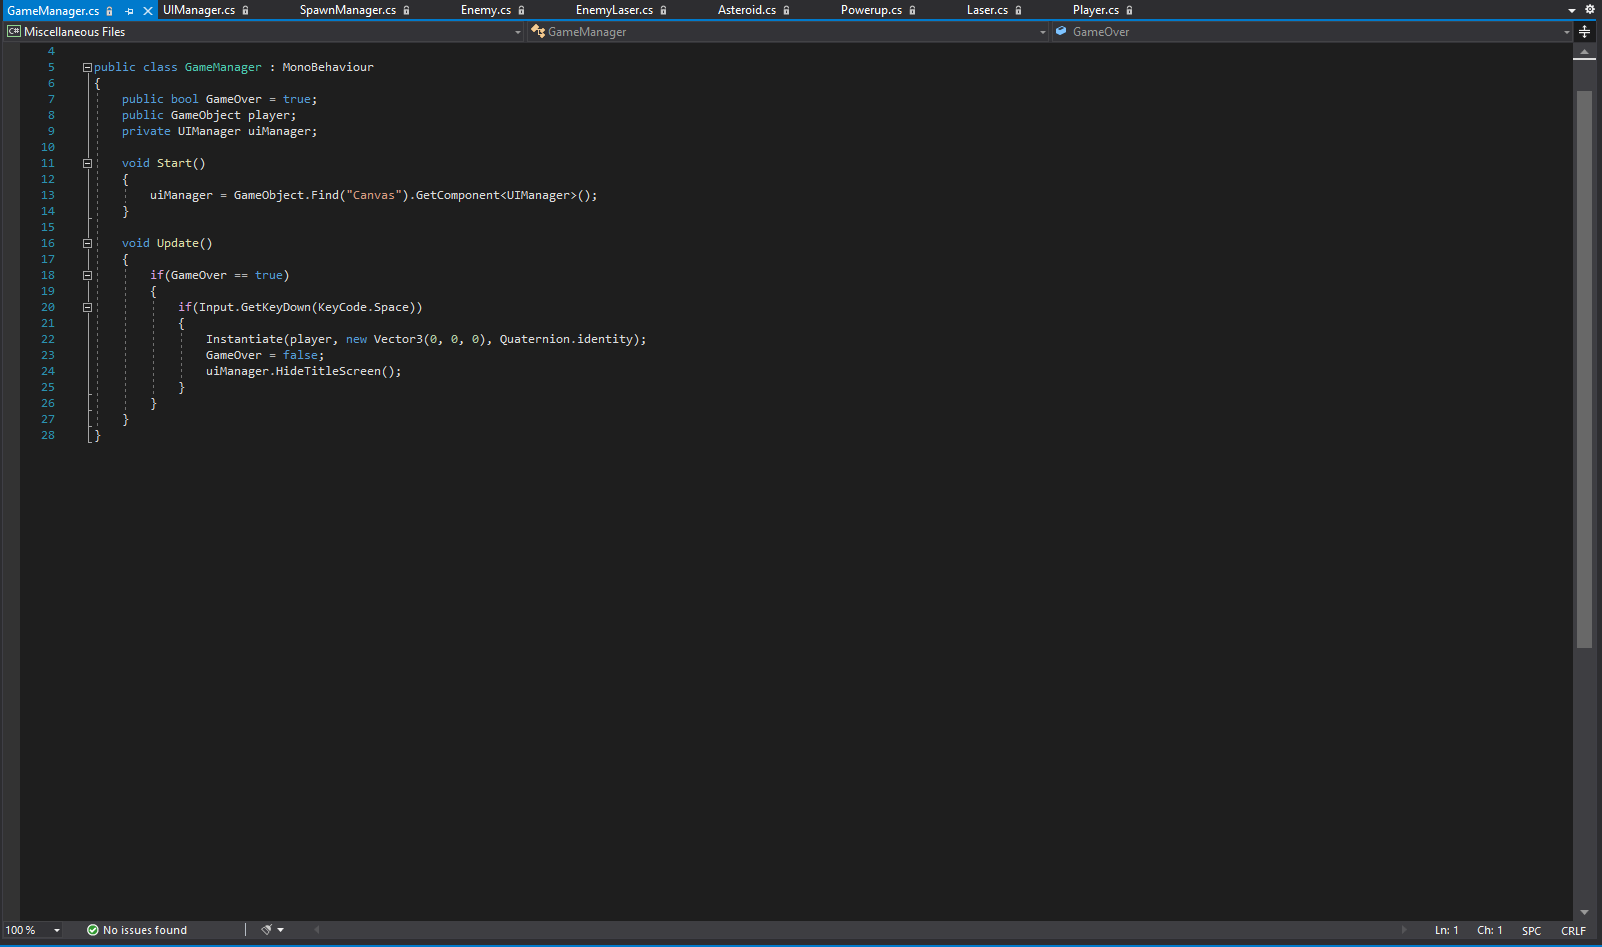 GameManager.cs UIManager.cs SpawnManager.cs Enemy.cs EnemyLaser.cs Asteroid.cs Powerup.cs Laser.cs Player.cs
C# Miscellaneous Files GameManager GameOver
4
5 public class GameManager : MonoBehaviour
6 {
7 public bool GameOver = true;
8 public GameObject player;
9 private UIManager uiManager;
10
11 void Start()
12 {
13 uiManager = GameObject.Find("Canvas").GetComponent<UIManager>();
14 }
15
16 void Update()
17 {
18 if(GameOver == true)
19 {
20 if(Input.GetKeyDown(KeyCode.Space))
21 {
22 Instantiate(player, new Vector3(0, 0, 0), Quaternion.identity);
23 GameOver = false;
24 uiManager.HideTitleScreen();
25 }
26 }
27 }
28 }
100 % No issues found Ln: 1 Ch: 1 SPC CRLF